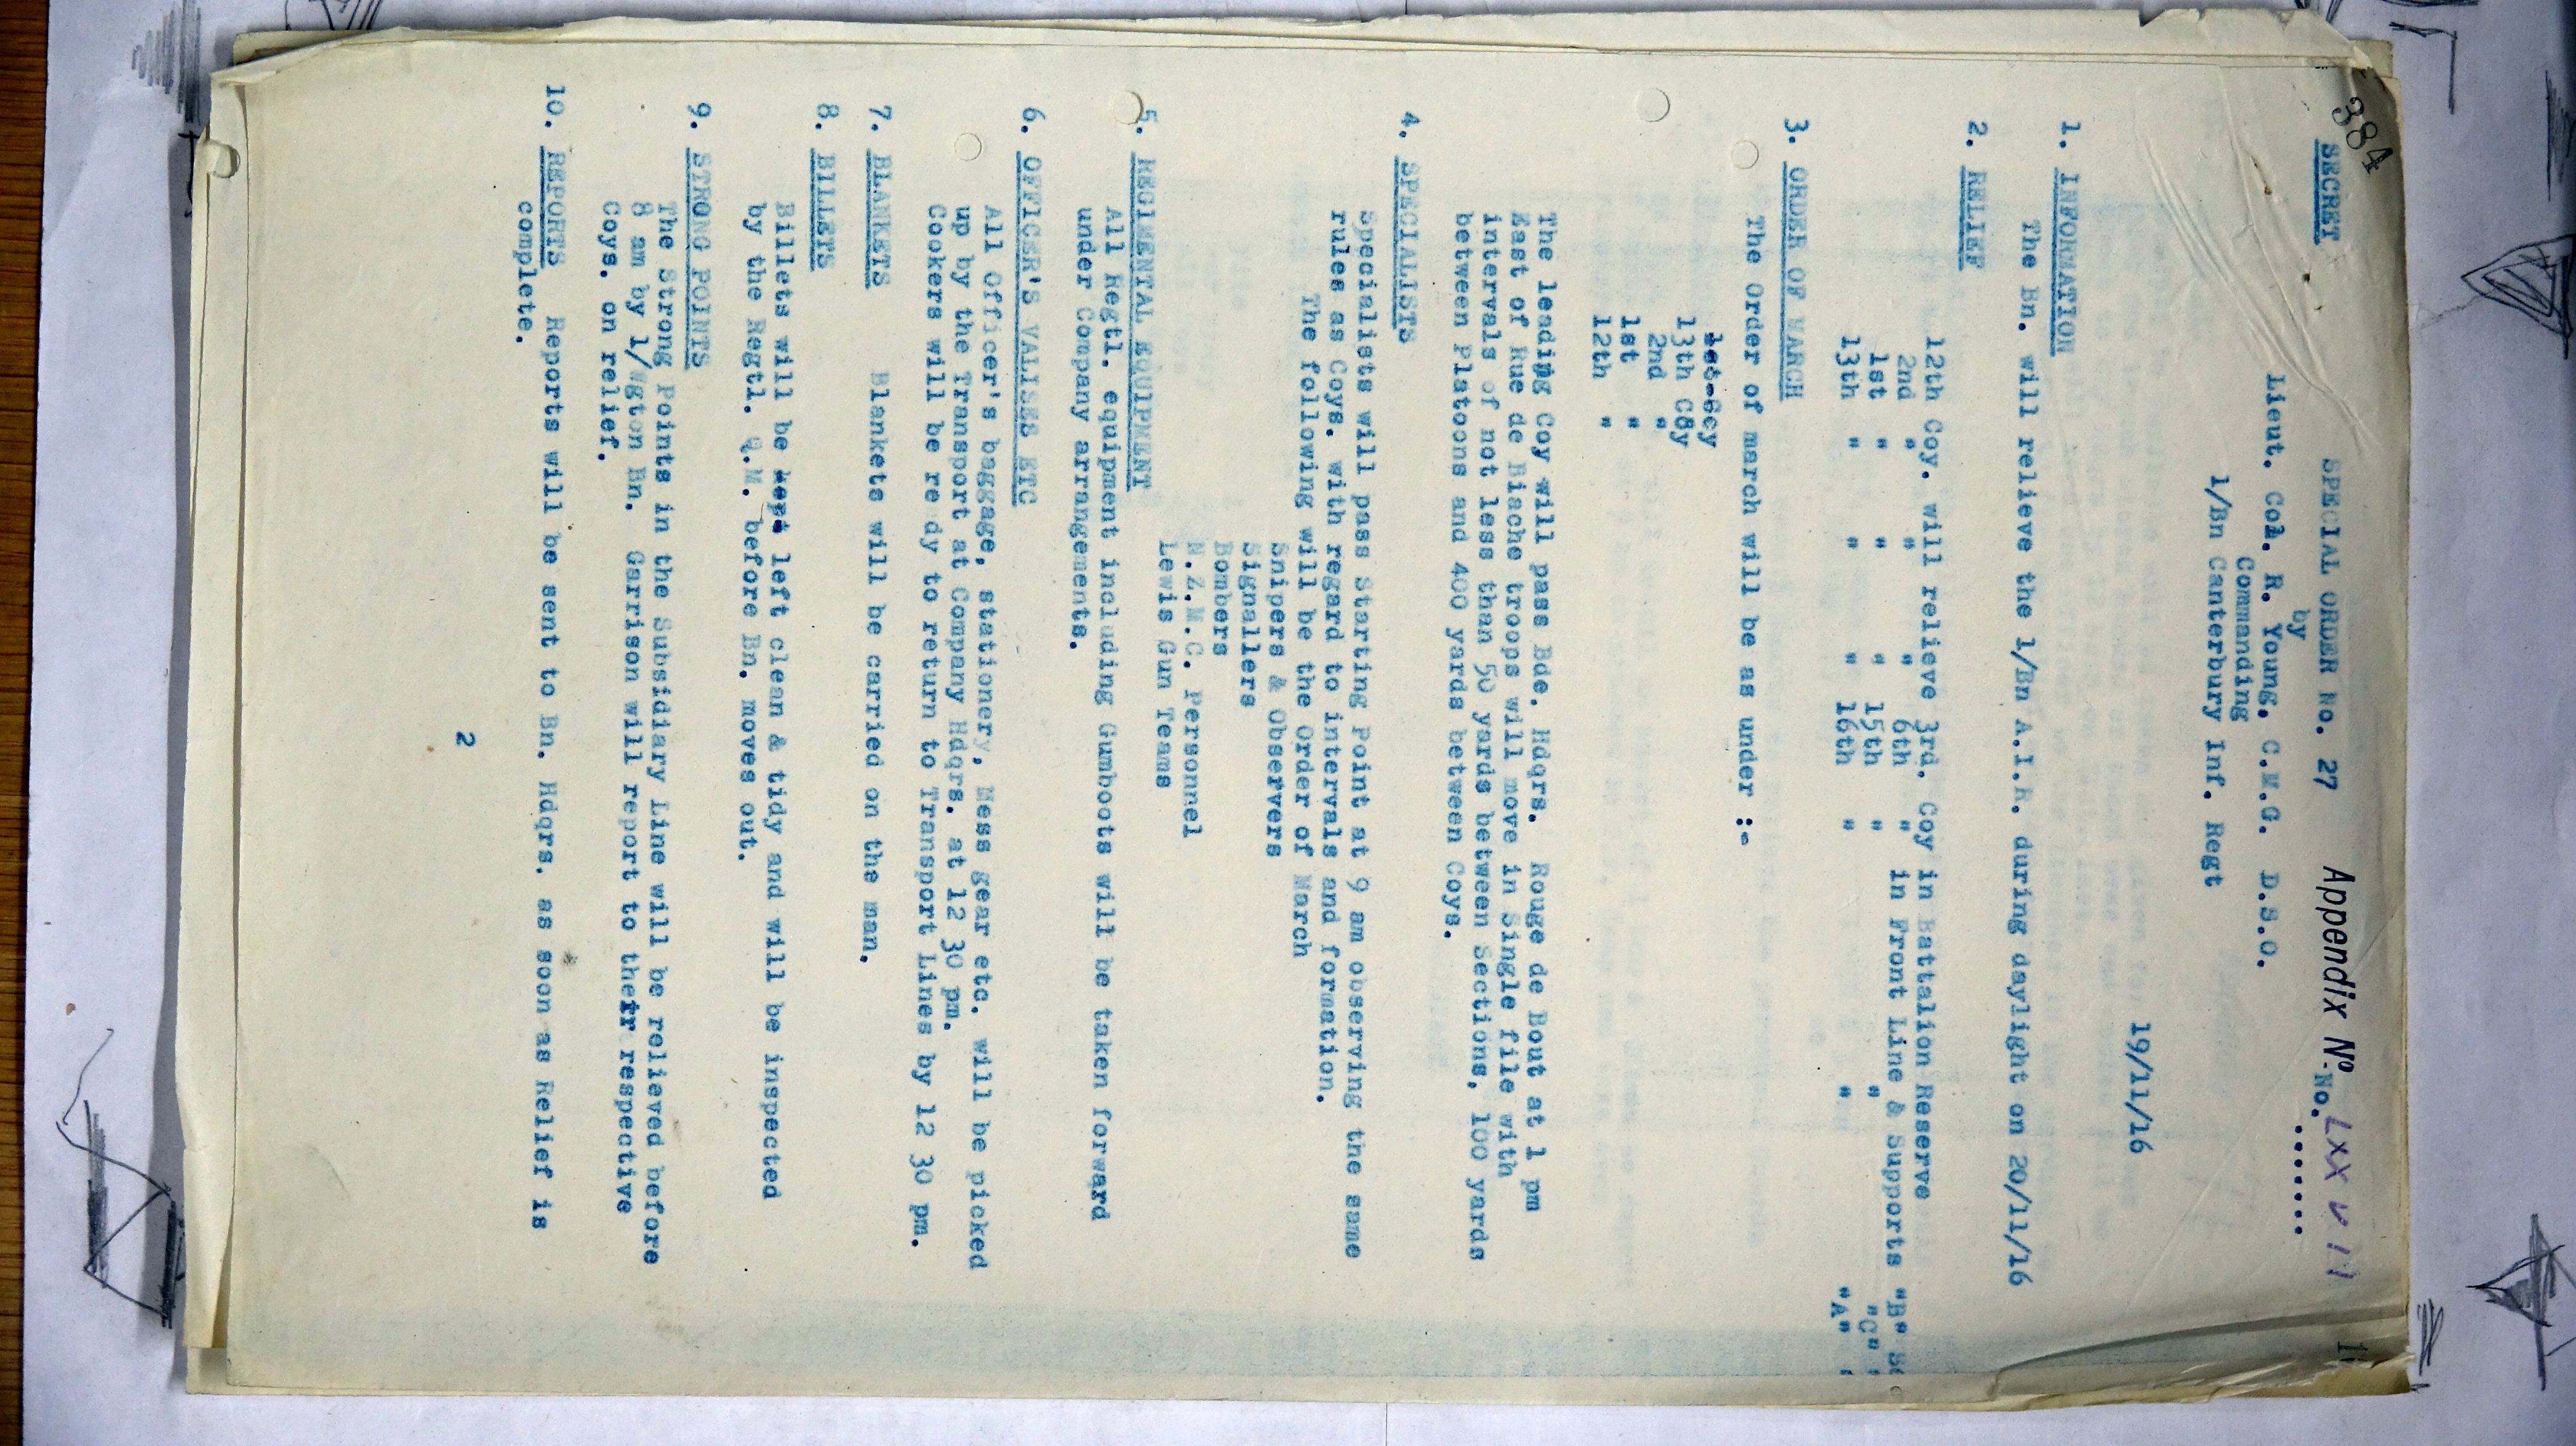 384
SECRET
SPECIAL ORDER No. 27 Appendix No. LXXVII
by No. ........
Lieut. Col. R. Young, C.M.G. D.S.O.
Commanding
1/Bn Canterbury Inf. Regt
19/11/16
1. INFORMATION
The Bn. will relieve the 1/Bn A.I.R. during daylight on 20/11/16
2. RELIEF
12th Coy. will relieve 3rd. Coy in Battalion Reserve
2nd " " " 6th " in Front Line & Supports "B"
1st " " " 15th " " "C"
13th " " " 16th " " "A"
3. ORDER OF MARCH
The Order of march will be as under :-
1st Coy
13th Coy
2nd "
1st "
12th "
The leading Coy will pass Bde. Hdqrs. Rouge de Bout at 1 pm
East of Rue de Biache troops will move in Single file with
intervals of not less than 50 yards between Sections, 100 yards
between Platoons and 400 yards between Coys.
4. SPECIALISTS
Specialists will pass Starting Point at 9 am observing the same
rules as Coys. with regard to intervals and formation.
The following will be the Order of March
Snipers & Observers
Signallers
Bombers
N.Z.M.C. Personnel
Lewis Gun Teams
5. REGIMENTAL EQUIPMENT
All Regtl. equipment including Gumboots will be taken forward
under Company arrangements.
6. OFFICER'S VALISES ETC
All Officer's baggage, stationery, Mess gear etc. will be picked
up by the Transport at Company Hdqrs. at 12 30 pm.
Cookers will be re dy to return to Transport Lines by 12 30 pm.
7. BLANKETS Blankets will be carried on the man.
8. BILLETS
Billets will be kept left clean & tidy and will be inspected
by the Regtl. Q.M. before Bn. moves out.
9. STRONG POINTS
The Strong Points in the Subsidiary Line will be relieved before
8 am by 1/Wgton Bn. Garrison will report to their respective
Coys. on relief.
10. REPORTS Reports will be sent to Bn. Hdqrs. as soon as Relief is
complete.
2